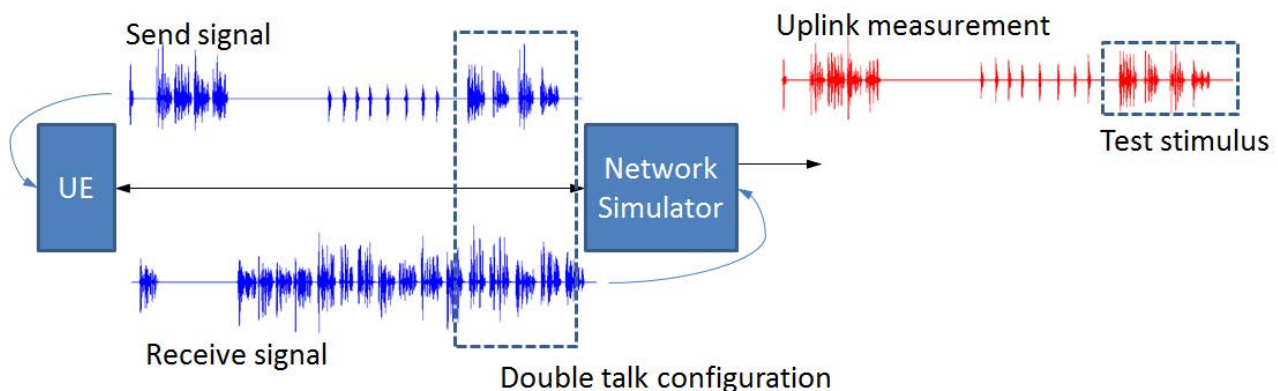 Send signal
Uplink measurement
Test stimulus
UE
Network
Simulator
Receive signal
Double talk configuration